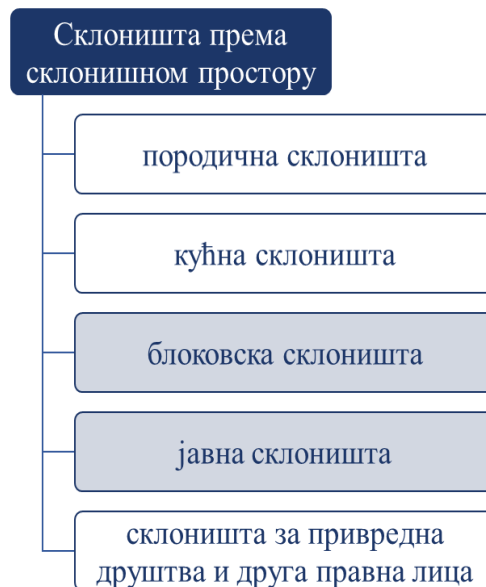 Склоништа према
склонишном простору
породична склоништа
кућна склоништа
блоковска склоништа
јавна склоништа
склоништа за привредна
друштва и друга правна лица